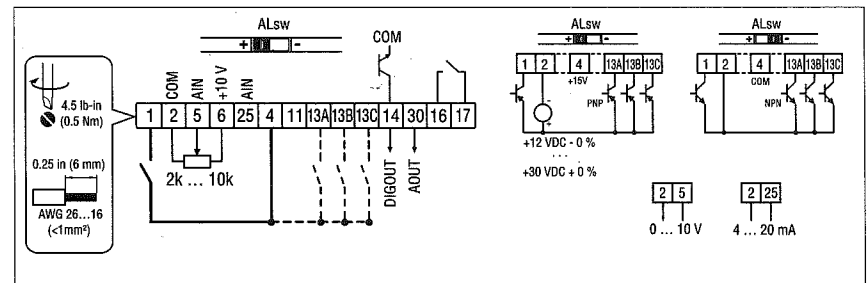 ALsw
+ -
COM
4.5 lb-in
(0.5 Nm)
0.25 in (6 mm)
AWG 26...16
(<1mm²)
COM
AIN
+10 V
AIN
1 2 5 6 25 4 11 13A 13B 13C 14 30 16 17
2k ... 10k
DIGOUT
AOUT
ALsw
+ -
1 2 4 13A 13B 13C
+15V
PNP
+12 VDC - 0 %
...
+30 VDC + 0 %
ALsw
+ -
1 2 4 13A 13B 13C
COM
NPN
2 5
0 ... 10 V
2 25
4 ... 20 mA